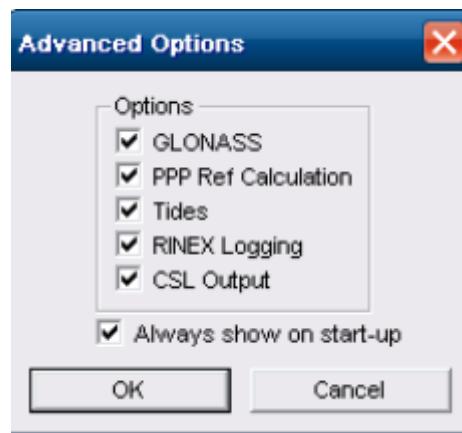 Advanced Options
Options
GLONASS
PPP Ref Calculation
Tides
RINEX Logging
CSL Output
Always show on start-up
OK
Cancel